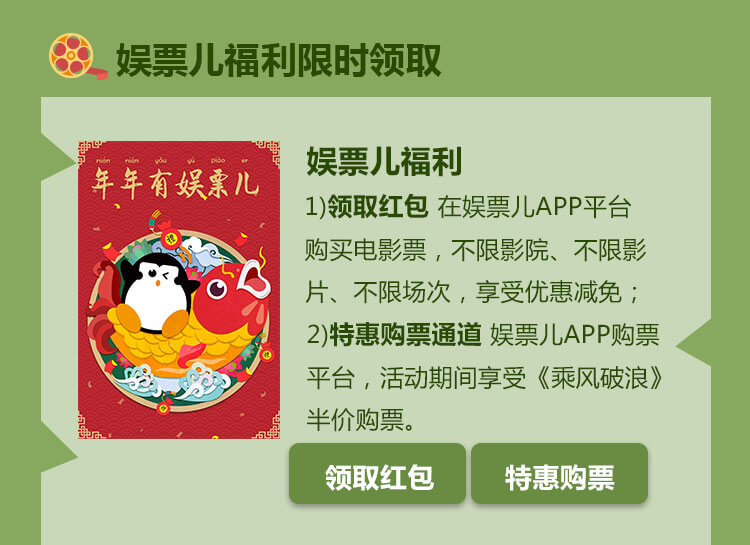 娱票儿福利限时领取
nián nián yǒu yú piào er
年年有娱票儿
娱票儿福利
1)领取红包 在娱票儿APP平台
购买电影票，不限影院、不限影
片、不限场次，享受优惠减免；
2)特惠购票通道 娱票儿APP购票
平台，活动期间享受《乘风破浪》
半价购票。
领取红包 特惠购票